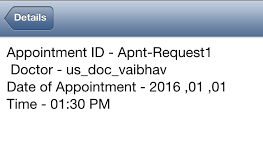 Details
Appointment ID - Apnt-Request1
Doctor - us_doc_vaibhav
Date of Appointment - 2016 ,01 ,01
Time - 01:30 PM